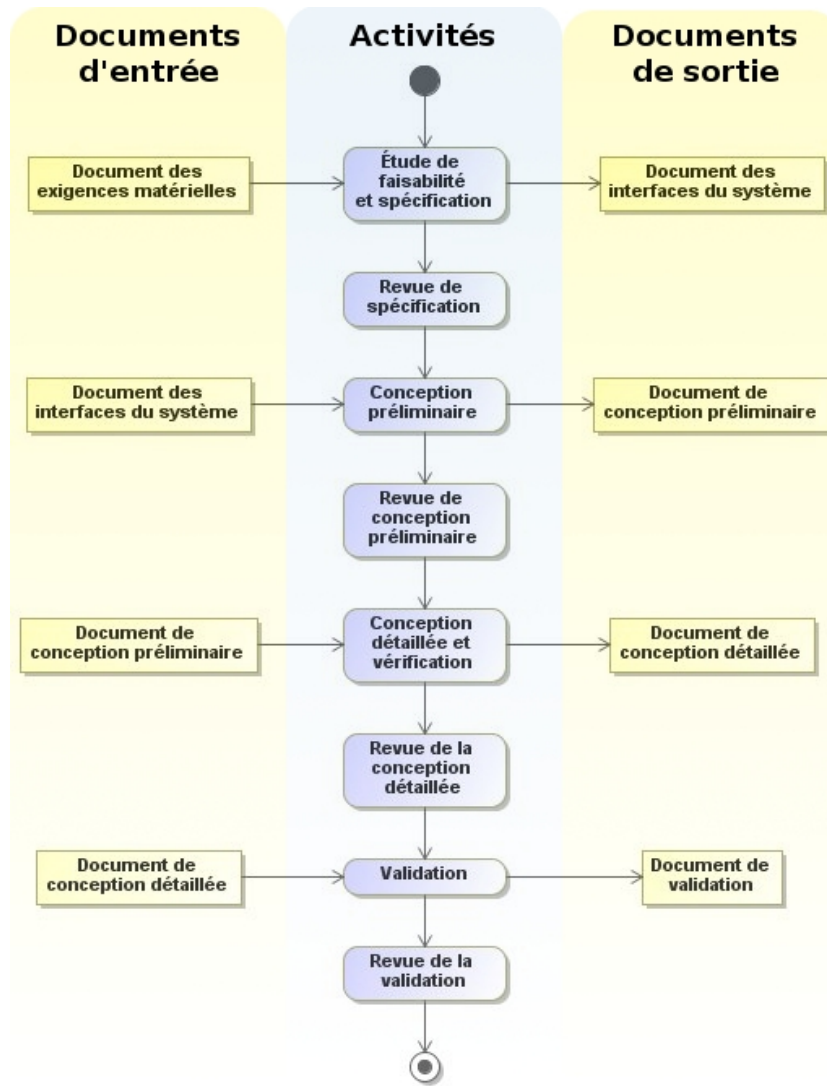 Documents
d'entrée
Activités
Documents
de sortie
Document des
exigences matérielles
Étude de
faisabilité
et spécification
Document des
interfaces du système
Revue de
spécification
Document des
interfaces du système
Conception
préliminaire
Document de
conception préliminaire
Revue de
conception
préliminaire
Document de
conception préliminaire
Conception
détaillée et
vérification
Document de
conception détaillée
Revue de la
conception
détaillée
Document de
conception détaillée
Validation
Document de
validation
Revue de la
validation